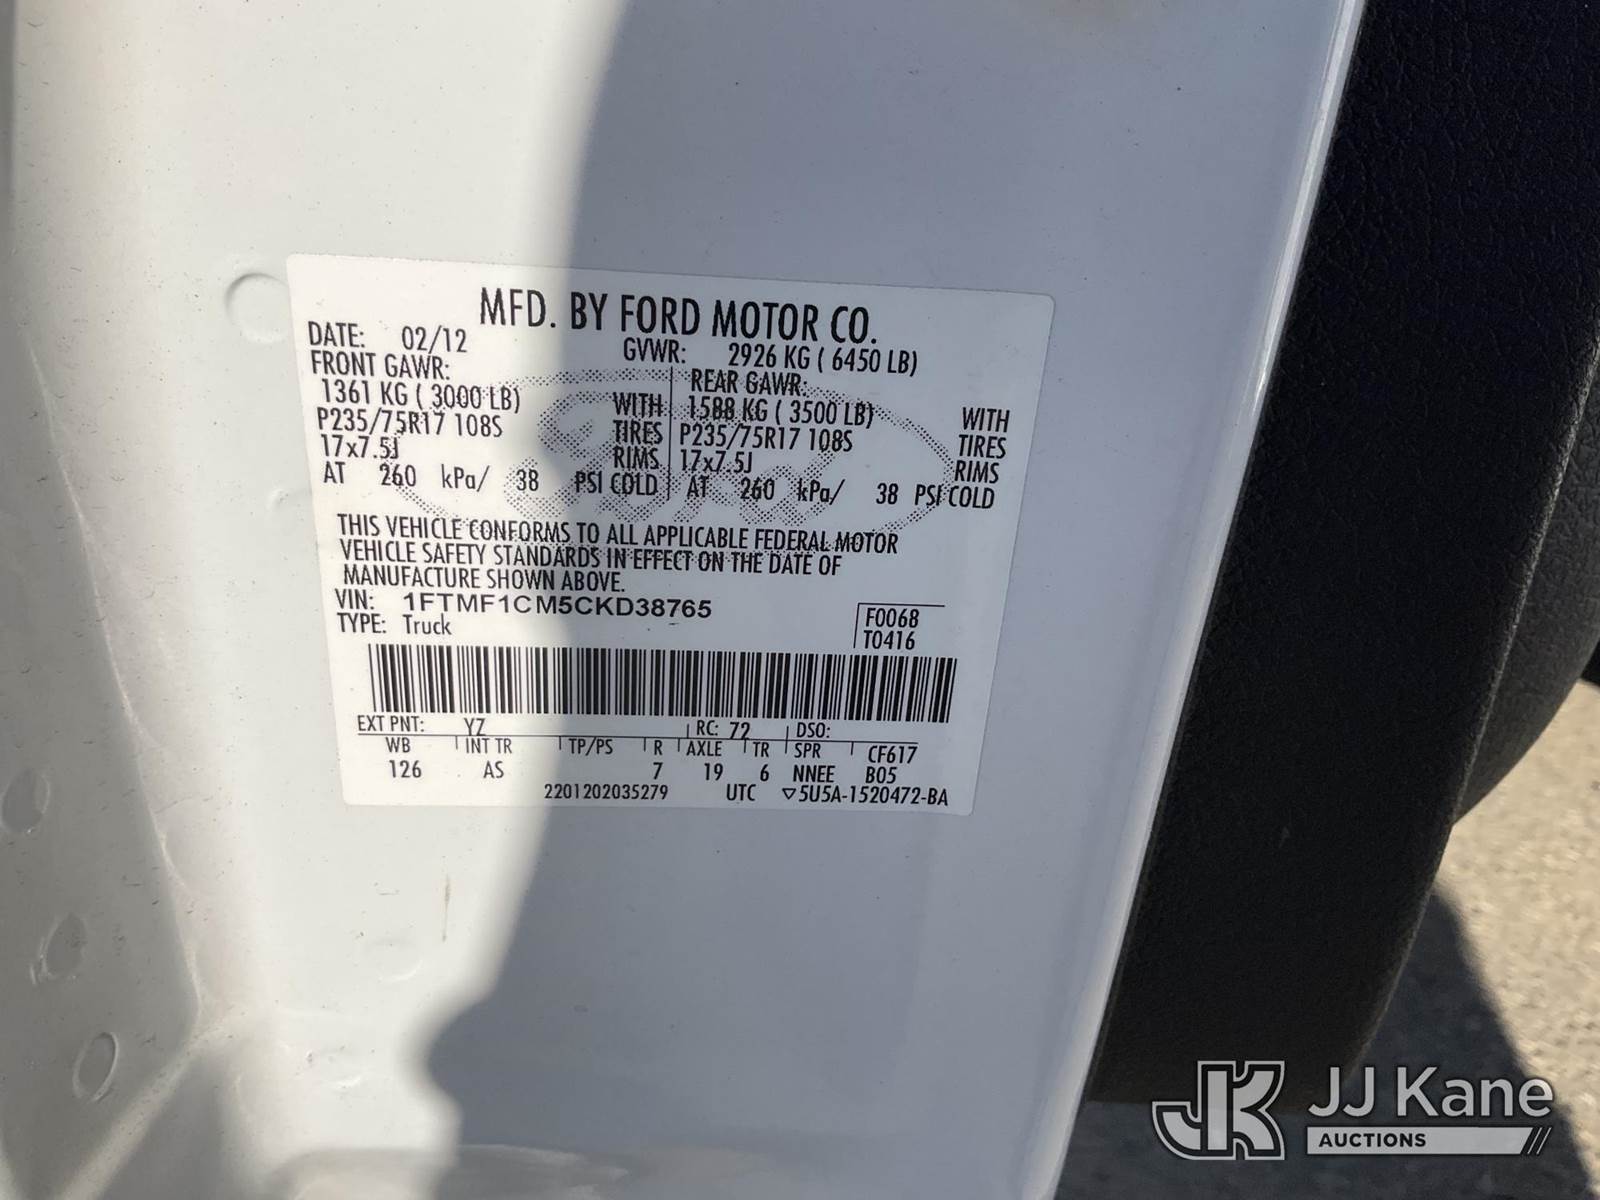 MFD. BY FORD MOTOR CO.
DATE: 02/12 GVWR: 2926 KG ( 6450 LB)
FRONT GAWR: REAR GAWR:
1361 KG ( 3000 LB) WITH 1588 KG ( 3500 LB) WITH
P235/75R17 108S TIRES P235/75R17 108S TIRES
17x7.5J RIMS 17x7.5J RIMS
AT 260 kPa/ 38 PSI COLD AT 260 kPa/ 38 PSI COLD
THIS VEHICLE CONFORMS TO ALL APPLICABLE FEDERAL MOTOR
VEHICLE SAFETY STANDARDS IN EFFECT ON THE DATE OF
MANUFACTURE SHOWN ABOVE.
VIN: 1FTMF1CM5CKD38765 F0068
TYPE: Truck T0416
EXT PNT: YZ RC: 72 DSO:
WB INT TR TP/PS R AXLE TR SPR CF617
126 AS 7 19 6 NNEE B05
2201202035279 UTC ▽5U5A-1520472-BA
JK JJ Kane
AUCTIONS